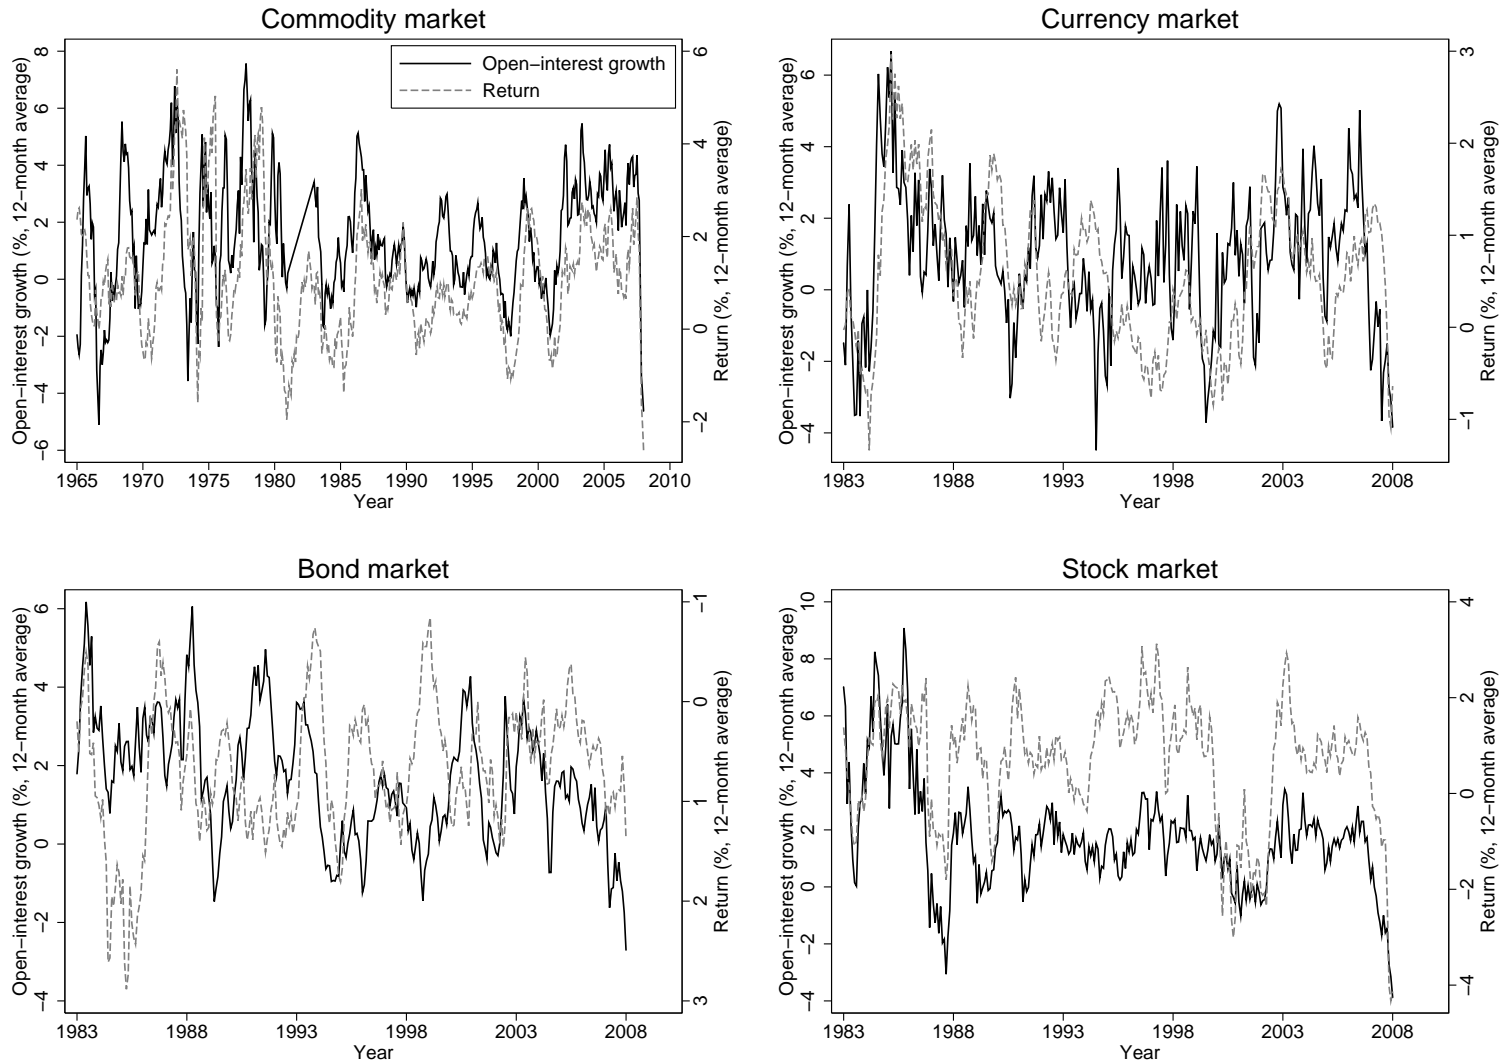 Commodity market
Open−interest growth (%, 12−month average)
8
6
4
2
0
−2
−4
−6
Open−interest growth
Return
6
4
2
0
−2
Return (%, 12−month average)
1965 1970 1975 1980 1985 1990 1995 2000 2005 2010
Year
Currency market
Open−interest growth (%, 12−month average)
6
4
2
0
−2
−4
3
2
1
0
−1
Return (%, 12−month average)
1983 1988 1993 1998 2003 2008
Year
Bond market
Open−interest growth (%, 12−month average)
6
4
2
0
−2
−4
−1
0
1
2
3
Return (%, 12−month average)
1983 1988 1993 1998 2003 2008
Year
Stock market
Open−interest growth (%, 12−month average)
10
8
6
4
2
0
−2
−4
4
2
0
−2
−4
Return (%, 12−month average)
1983 1988 1993 1998 2003 2008
Year